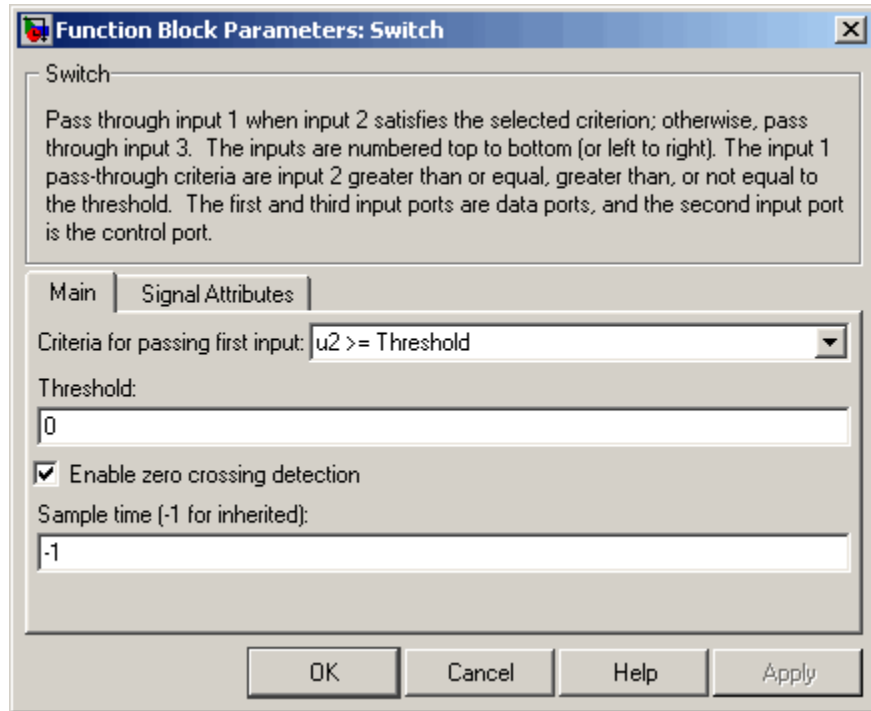 Function Block Parameters: Switch
Switch
Pass through input 1 when input 2 satisfies the selected criterion; otherwise, pass
through input 3.  The inputs are numbered top to bottom (or left to right). The input 1
pass-through criteria are input 2 greater than or equal, greater than, or not equal to
the threshold.  The first and third input ports are data ports, and the second input port
is the control port.
Main Signal Attributes
Criteria for passing first input: u2 >= Threshold
Threshold:
0
Enable zero crossing detection
Sample time (-1 for inherited):
-1
OK Cancel Help Apply